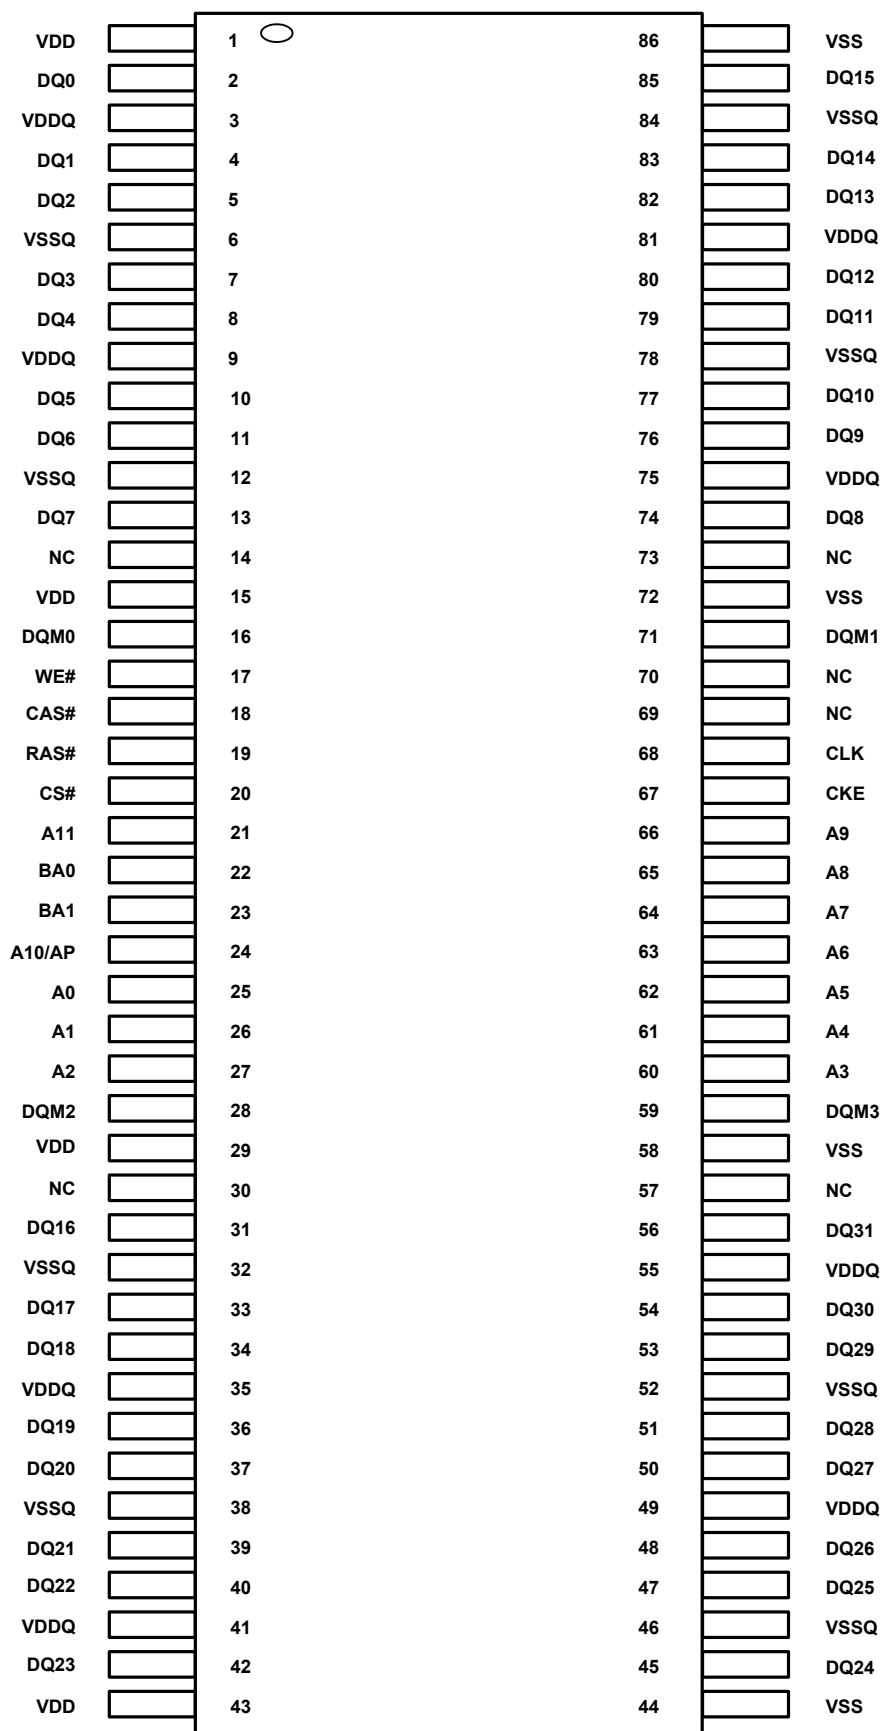 VDD 1 86 VSS
DQ0 2 85 DQ15
VDDQ 3 84 VSSQ
DQ1 4 83 DQ14
DQ2 5 82 DQ13
VSSQ 6 81 VDDQ
DQ3 7 80 DQ12
DQ4 8 79 DQ11
VDDQ 9 78 VSSQ
DQ5 10 77 DQ10
DQ6 11 76 DQ9
VSSQ 12 75 VDDQ
DQ7 13 74 DQ8
NC 14 73 NC
VDD 15 72 VSS
DQM0 16 71 DQM1
WE# 17 70 NC
CAS# 18 69 NC
RAS# 19 68 CLK
CS# 20 67 CKE
A11 21 66 A9
BA0 22 65 A8
BA1 23 64 A7
A10/AP 24 63 A6
A0 25 62 A5
A1 26 61 A4
A2 27 60 A3
DQM2 28 59 DQM3
VDD 29 58 VSS
NC 30 57 NC
DQ16 31 56 DQ31
VSSQ 32 55 VDDQ
DQ17 33 54 DQ30
DQ18 34 53 DQ29
VDDQ 35 52 VSSQ
DQ19 36 51 DQ28
DQ20 37 50 DQ27
VSSQ 38 49 VDDQ
DQ21 39 48 DQ26
DQ22 40 47 DQ25
VDDQ 41 46 VSSQ
DQ23 42 45 DQ24
VDD 43 44 VSS